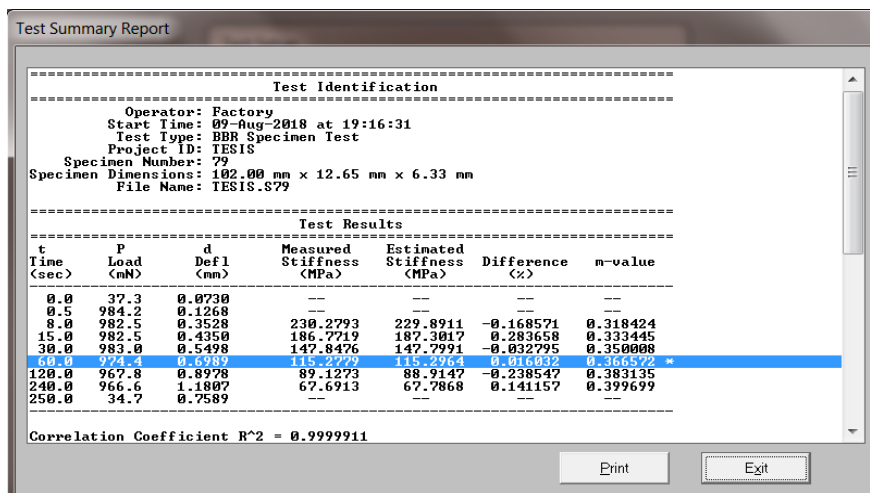 Test Summary Report
Test Identification
Operator: Factory
Start Time: 09-Aug-2018 at 19:16:31
Test Type: BBR Specimen Test
Project ID: TESIS
Specimen Number: 79
Specimen Dimensions: 102.00 mm x 12.65 mm x 6.33 mm
File Name: TESIS.S79
Test Results
t P d Measured Estimated
Time Load Defl Stiffness Stiffness Difference m-value
(sec) (mN) (mm) (MPa) (MPa) (%)
0.0 37.3 0.0730 -- -- -- --
0.5 984.2 0.1268 -- -- -- --
8.0 982.5 0.3528 230.2793 229.8911 -0.168571 0.318424
15.0 982.5 0.4350 186.7719 187.3017 0.283658 0.333445
30.0 983.0 0.5498 147.8476 147.7991 -0.032795 0.350008
60.0 974.4 0.6989 115.2779 115.2964 0.016032 0.366572 *
120.0 967.8 0.8978 89.1273 88.9147 -0.238547 0.383135
240.0 966.6 1.1807 67.6913 67.7868 0.141157 0.399699
250.0 34.7 0.7589 -- -- -- --
Correlation Coefficient R^2 = 0.9999911
Print Exit